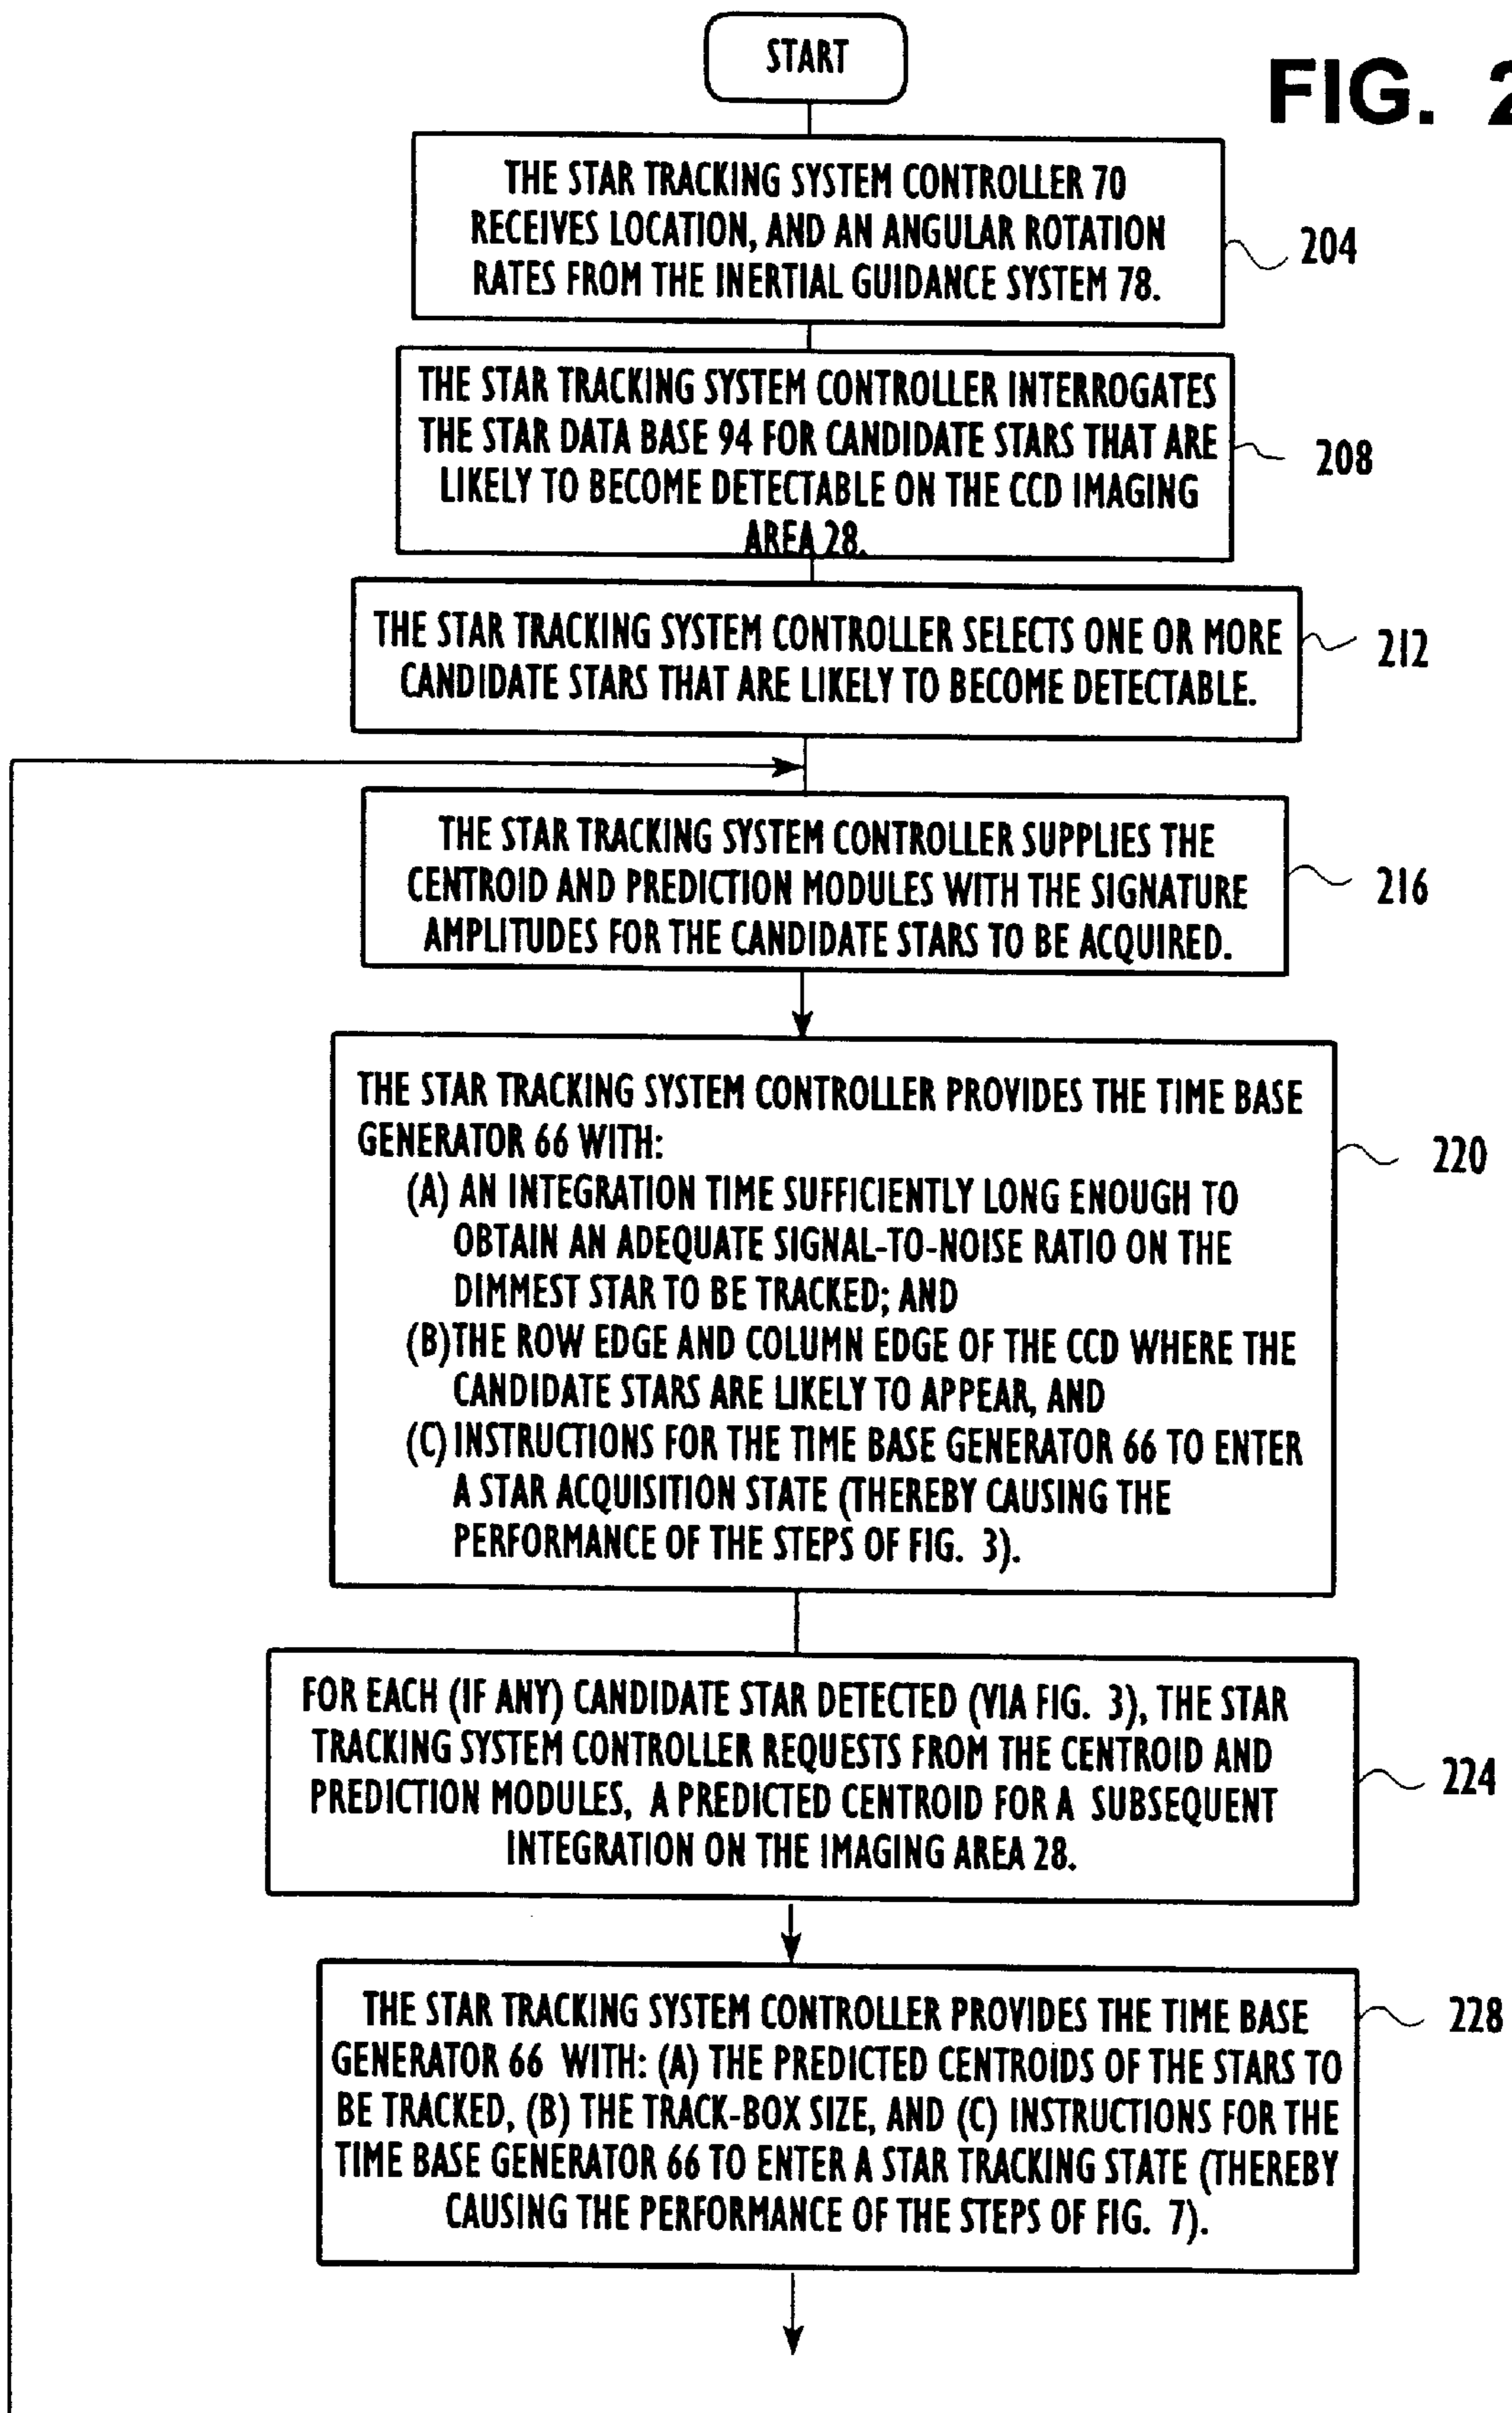 START
FIG. 2
THE STAR TRACKING SYSTEM CONTROLLER 70
RECEIVES LOCATION, AND AN ANGULAR ROTATION
RATES FROM THE INERTIAL GUIDANCE SYSTEM 78.
204
THE STAR TRACKING SYSTEM CONTROLLER INTERROGATES
THE STAR DATA BASE 94 FOR CANDIDATE STARS THAT ARE
LIKELY TO BECOME DETECTABLE ON THE CCD IMAGING
AREA 28.
208
THE STAR TRACKING SYSTEM CONTROLLER SELECTS ONE OR MORE
CANDIDATE STARS THAT ARE LIKELY TO BECOME DETECTABLE.
212
THE STAR TRACKING SYSTEM CONTROLLER SUPPLIES THE
CENTROID AND PREDICTION MODULES WITH THE SIGNATURE
AMPLITUDES FOR THE CANDIDATE STARS TO BE ACQUIRED.
216
THE STAR TRACKING SYSTEM CONTROLLER PROVIDES THE TIME BASE
GENERATOR 66 WITH:
(A) AN INTEGRATION TIME SUFFICIENTLY LONG ENOUGH TO
OBTAIN AN ADEQUATE SIGNAL-TO-NOISE RATIO ON THE
DIMMEST STAR TO BE TRACKED; AND
(B)THE ROW EDGE AND COLUMN EDGE OF THE CCD WHERE THE
CANDIDATE STARS ARE LIKELY TO APPEAR, AND
(C) INSTRUCTIONS FOR THE TIME BASE GENERATOR 66 TO ENTER
A STAR ACQUISITION STATE (THEREBY CAUSING THE
PERFORMANCE OF THE STEPS OF FIG. 3).
220
FOR EACH (IF ANY) CANDIDATE STAR DETECTED (VIA FIG. 3), THE STAR
TRACKING SYSTEM CONTROLLER REQUESTS FROM THE CENTROID AND
PREDICTION MODULES, A PREDICTED CENTROID FOR A SUBSEQUENT
INTEGRATION ON THE IMAGING AREA 28.
224
THE STAR TRACKING SYSTEM CONTROLLER PROVIDES THE TIME BASE
GENERATOR 66 WITH: (A) THE PREDICTED CENTROIDS OF THE STARS TO
BE TRACKED, (B) THE TRACK-BOX SIZE, AND (C) INSTRUCTIONS FOR THE
TIME BASE GENERATOR 66 TO ENTER A STAR TRACKING STATE (THEREBY
CAUSING THE PERFORMANCE OF THE STEPS OF FIG. 7).
228